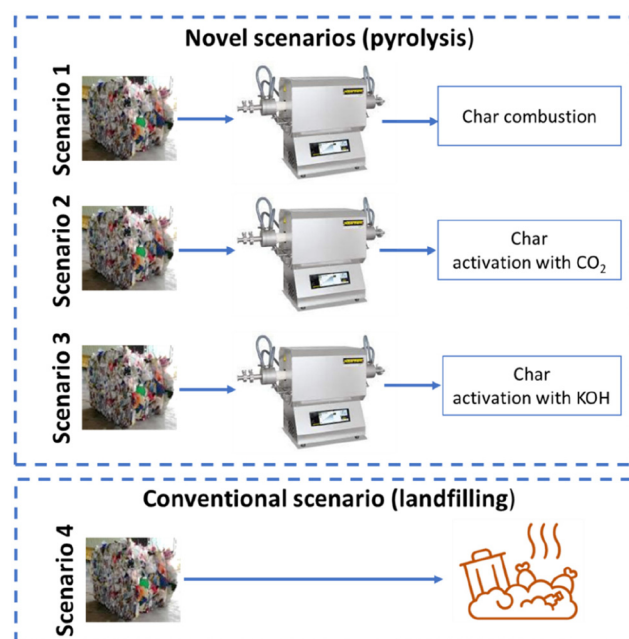 Novel scenarios (pyrolysis)
Scenario 1
Char combustion
Scenario 2
Char
activation with CO₂
Scenario 3
Char
activation with KOH
Conventional scenario (landfilling)
Scenario 4